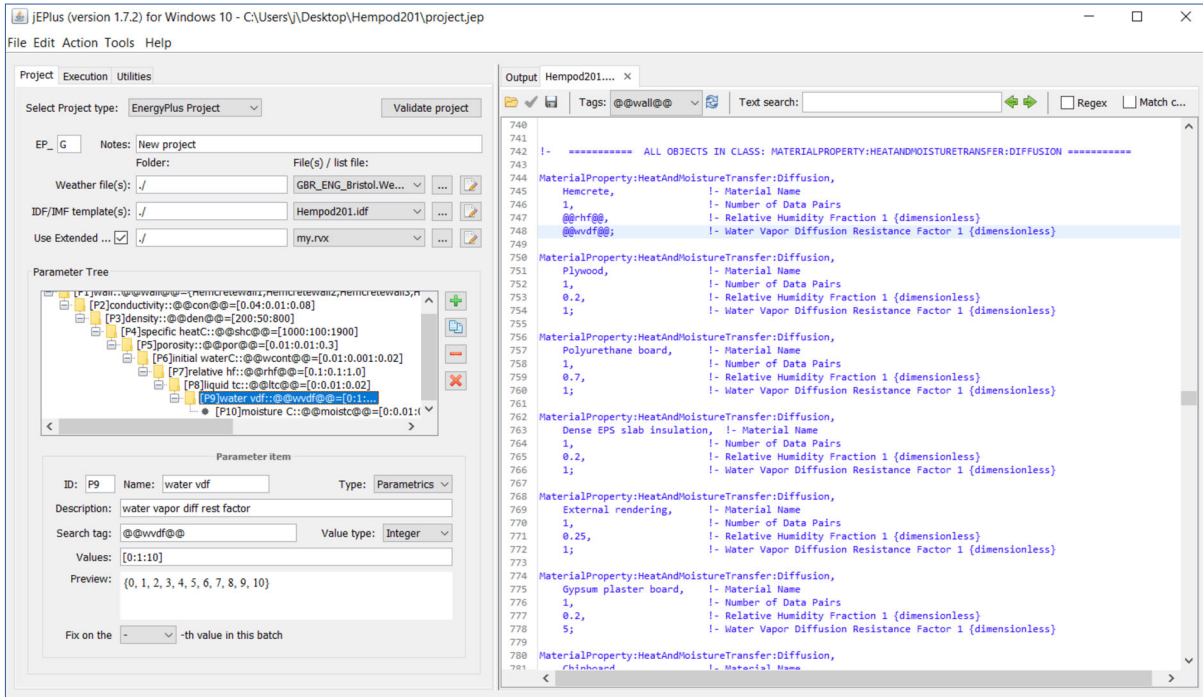 jEPlus (version 1.7.2) for Windows 10 - C:\Users\j\Desktop\Hempod201\project.jep
File Edit Action Tools Help
Project Execution Utilities
Select Project type: EnergyPlus Project Validate project
EP_ G Notes: New project
Folder: File(s) / list file:
Weather file(s): ./ GBR_ENG_Bristol.We... ...
IDF/IMF template(s): ./ Hempod201.idf ...
Use Extended ... ./ my.rvx ...
Parameter Tree
[P1]wall::@@wall@@={Hemcretewall1,Hemcretewall2,Hemcretewall3,H
[P2]conductivity::@@con@@=[0.04:0.01:0.08]
[P3]density::@@den@@=[200:50:800]
[P4]specific heatC::@@shc@@=[1000:100:1900]
[P5]porosity::@@por@@=[0.01:0.01:0.3]
[P6]initial waterC::@@wcont@@=[0.01:0.001:0.02]
[P7]relative hf::@@rhf@@=[0.1:0.1:1.0]
[P8]liquid tc::@@ltc@@=[0:0.01:0.02]
[P9]water vdf::@@wvdf@@=[0:1:...
[P10]moisture C::@@moistc@@=[0:0.01:(
Parameter item
ID: P9 Name: water vdf Type: Parametrics
Description: water vapor diff rest factor
Search tag: @@wvdf@@ Value type: Integer
Values: [0:1:10]
Preview: {0, 1, 2, 3, 4, 5, 6, 7, 8, 9, 10}
Fix on the - -th value in this batch
Output Hempod201....
Tags: @@wall@@ Text search: Regex Match c...
740
741
742 !- =========== ALL OBJECTS IN CLASS: MATERIALPROPERTY:HEATANDMOISTURETRANSFER:DIFFUSION ===========
743
744 MaterialProperty:HeatAndMoistureTransfer:Diffusion,
745 Hemcrete, !- Material Name
746 1, !- Number of Data Pairs
747 @@rhf@@, !- Relative Humidity Fraction 1 {dimensionless}
748 @@wvdf@@; !- Water Vapor Diffusion Resistance Factor 1 {dimensionless}
749
750 MaterialProperty:HeatAndMoistureTransfer:Diffusion,
751 Plywood, !- Material Name
752 1, !- Number of Data Pairs
753 0.2, !- Relative Humidity Fraction 1 {dimensionless}
754 1; !- Water Vapor Diffusion Resistance Factor 1 {dimensionless}
755
756 MaterialProperty:HeatAndMoistureTransfer:Diffusion,
757 Polyurethane board, !- Material Name
758 1, !- Number of Data Pairs
759 0.7, !- Relative Humidity Fraction 1 {dimensionless}
760 1; !- Water Vapor Diffusion Resistance Factor 1 {dimensionless}
761
762 MaterialProperty:HeatAndMoistureTransfer:Diffusion,
763 Dense EPS slab insulation, !- Material Name
764 1, !- Number of Data Pairs
765 0.2, !- Relative Humidity Fraction 1 {dimensionless}
766 1; !- Water Vapor Diffusion Resistance Factor 1 {dimensionless}
767
768 MaterialProperty:HeatAndMoistureTransfer:Diffusion,
769 External rendering, !- Material Name
770 1, !- Number of Data Pairs
771 0.25, !- Relative Humidity Fraction 1 {dimensionless}
772 1; !- Water Vapor Diffusion Resistance Factor 1 {dimensionless}
773
774 MaterialProperty:HeatAndMoistureTransfer:Diffusion,
775 Gypsum plaster board, !- Material Name
776 1, !- Number of Data Pairs
777 0.2, !- Relative Humidity Fraction 1 {dimensionless}
778 5; !- Water Vapor Diffusion Resistance Factor 1 {dimensionless}
779
780 MaterialProperty:HeatAndMoistureTransfer:Diffusion,
781 Chipboard !- Material Name